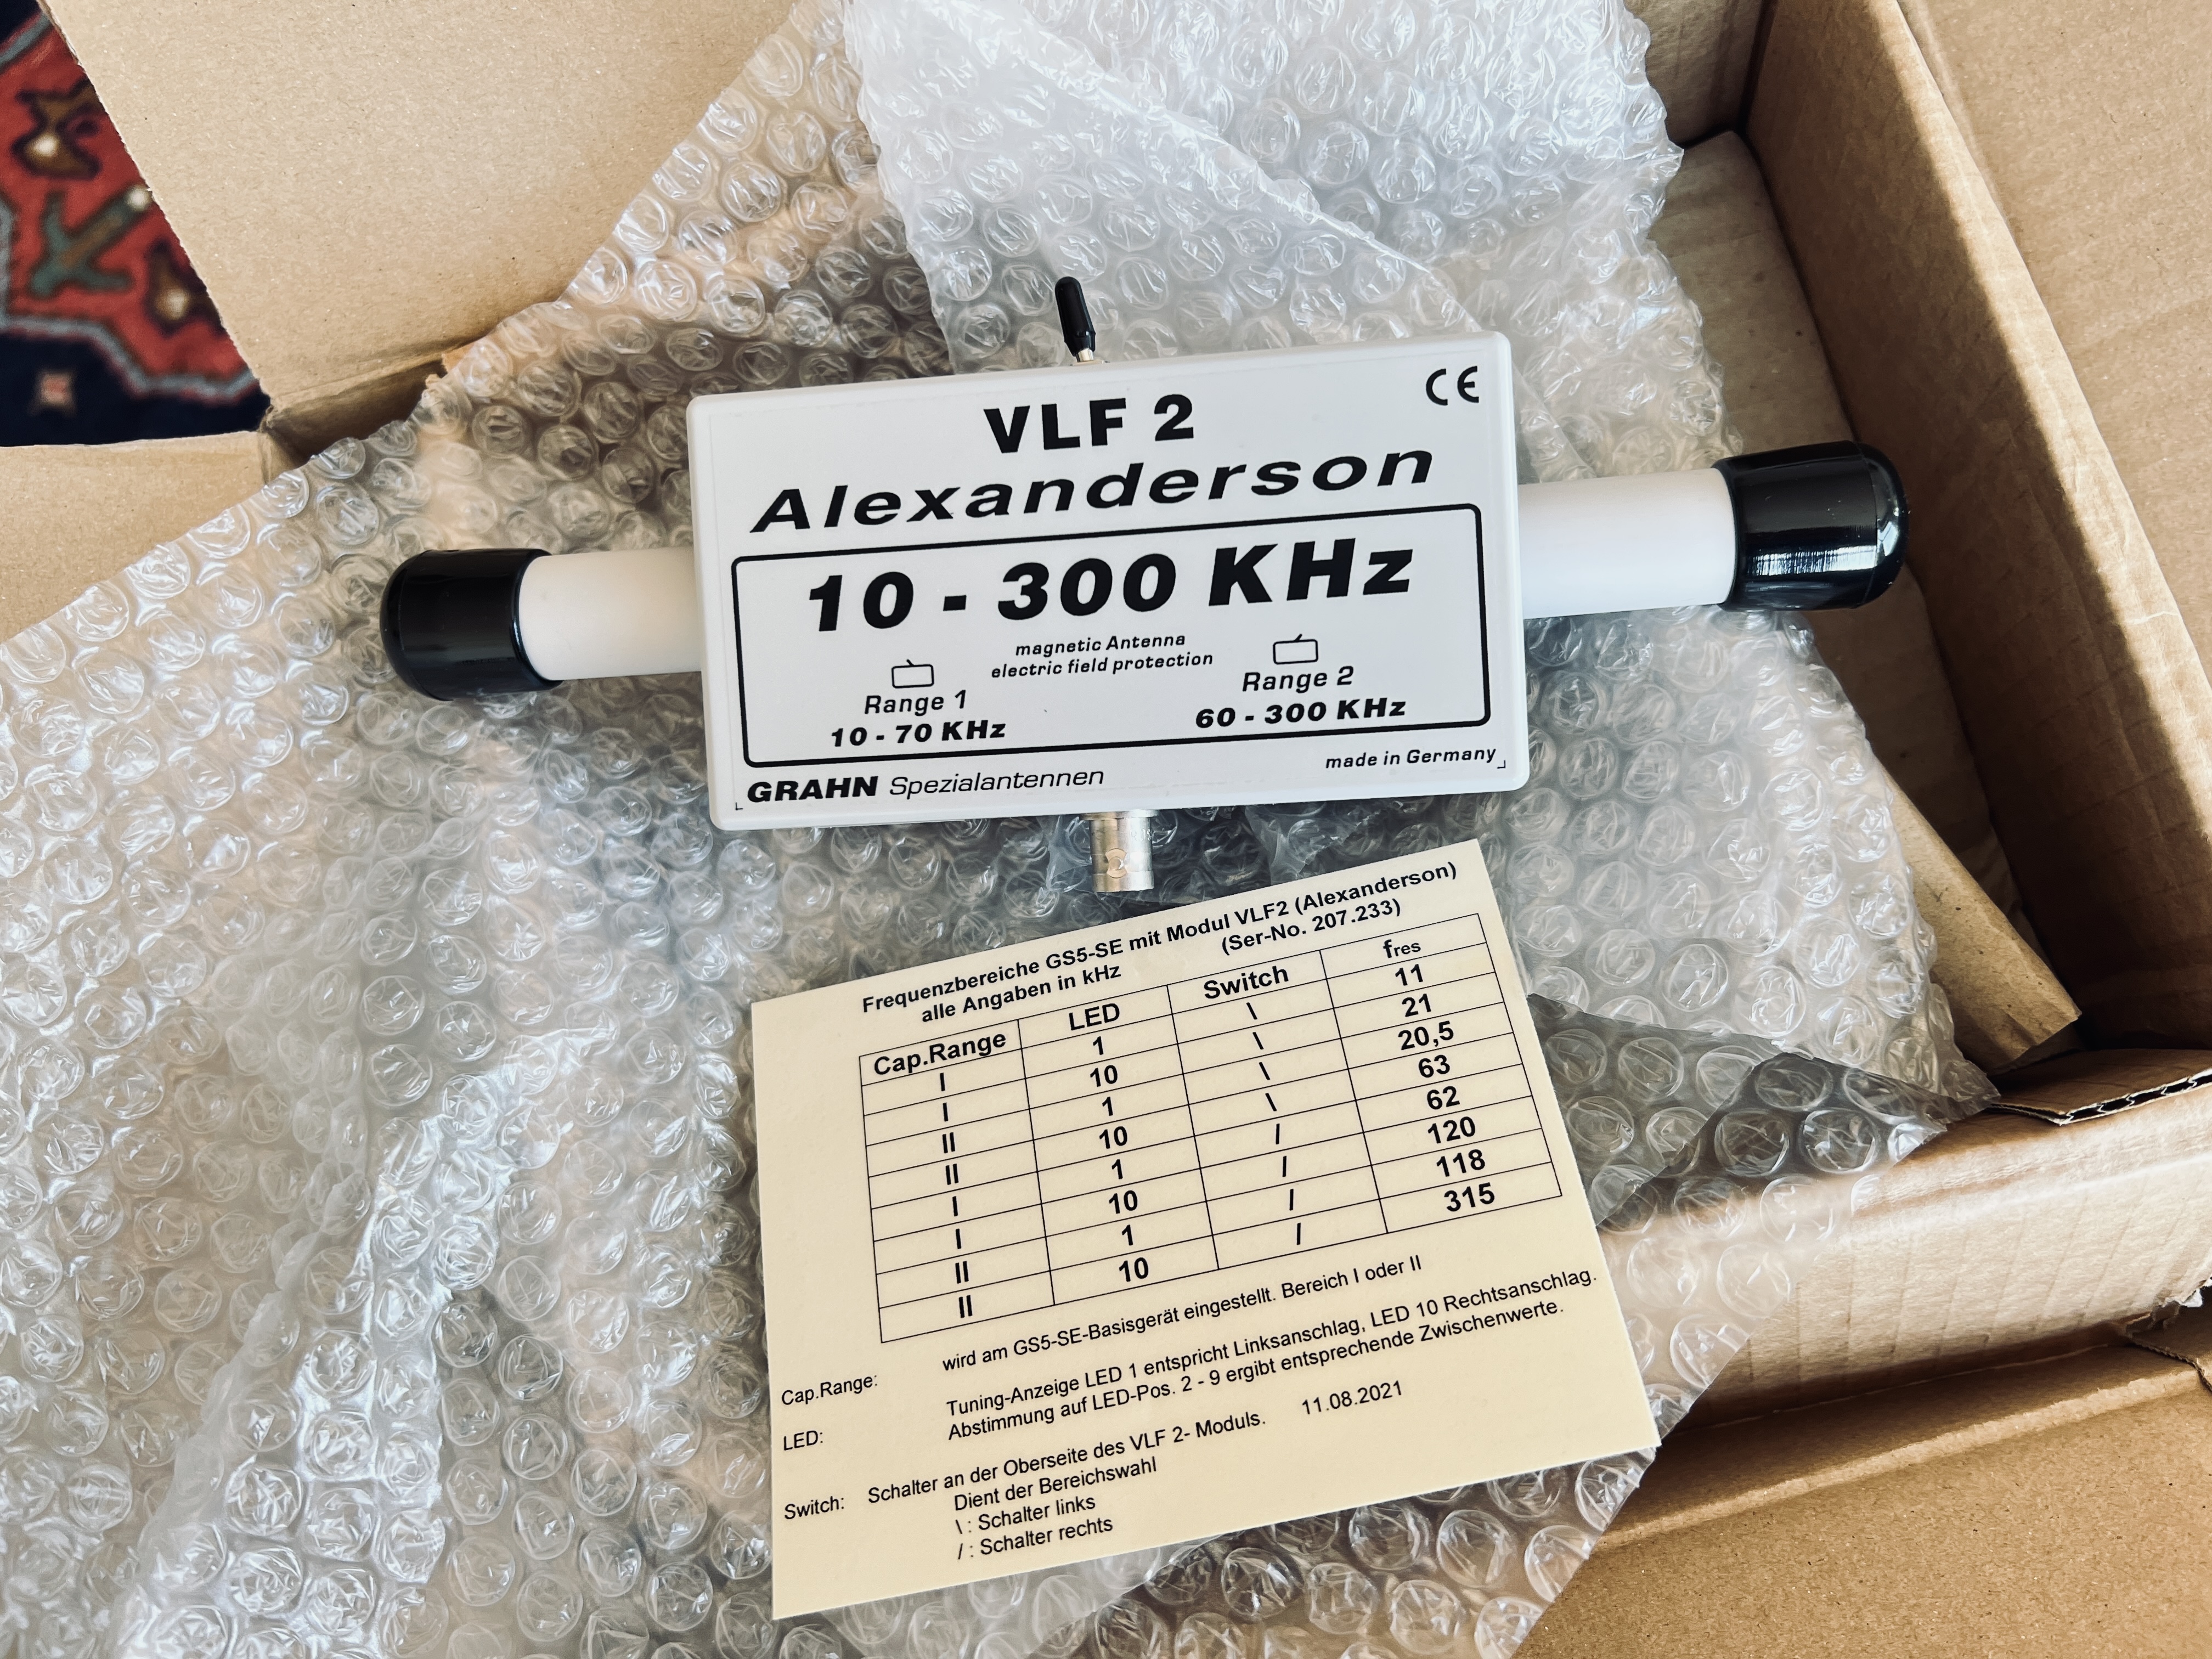 VLF 2
CE
Alexanderson
10 - 300 KHz
magnetic Antenna
electric field protection
Range 1
10 - 70 KHz
Range 2
60 - 300 KHz
GRAHN Spezialantennen
made in Germany
Frequenzbereiche GS5-SE mit Modul VLF2 (Alexanderson)
alle Angaben in kHz (Ser-No. 207.233)
Cap.Range LED Switch fres
I 1 \ 11
I 10 \ 21
II 1 \ 20,5
II 10 \ 63
I 1 / 62
I 10 / 120
II 1 / 118
II 10 / 315
Cap.Range: wird am GS5-SE-Basisgerät eingestellt. Bereich I oder II
LED: Tuning-Anzeige LED 1 entspricht Linksanschlag, LED 10 Rechtsanschlag.
Abstimmung auf LED-Pos. 2 - 9 ergibt entsprechende Zwischenwerte.
Switch: Schalter an der Oberseite des VLF 2- Moduls. 11.08.2021
Dient der Bereichswahl
\ : Schalter links
/ : Schalter rechts